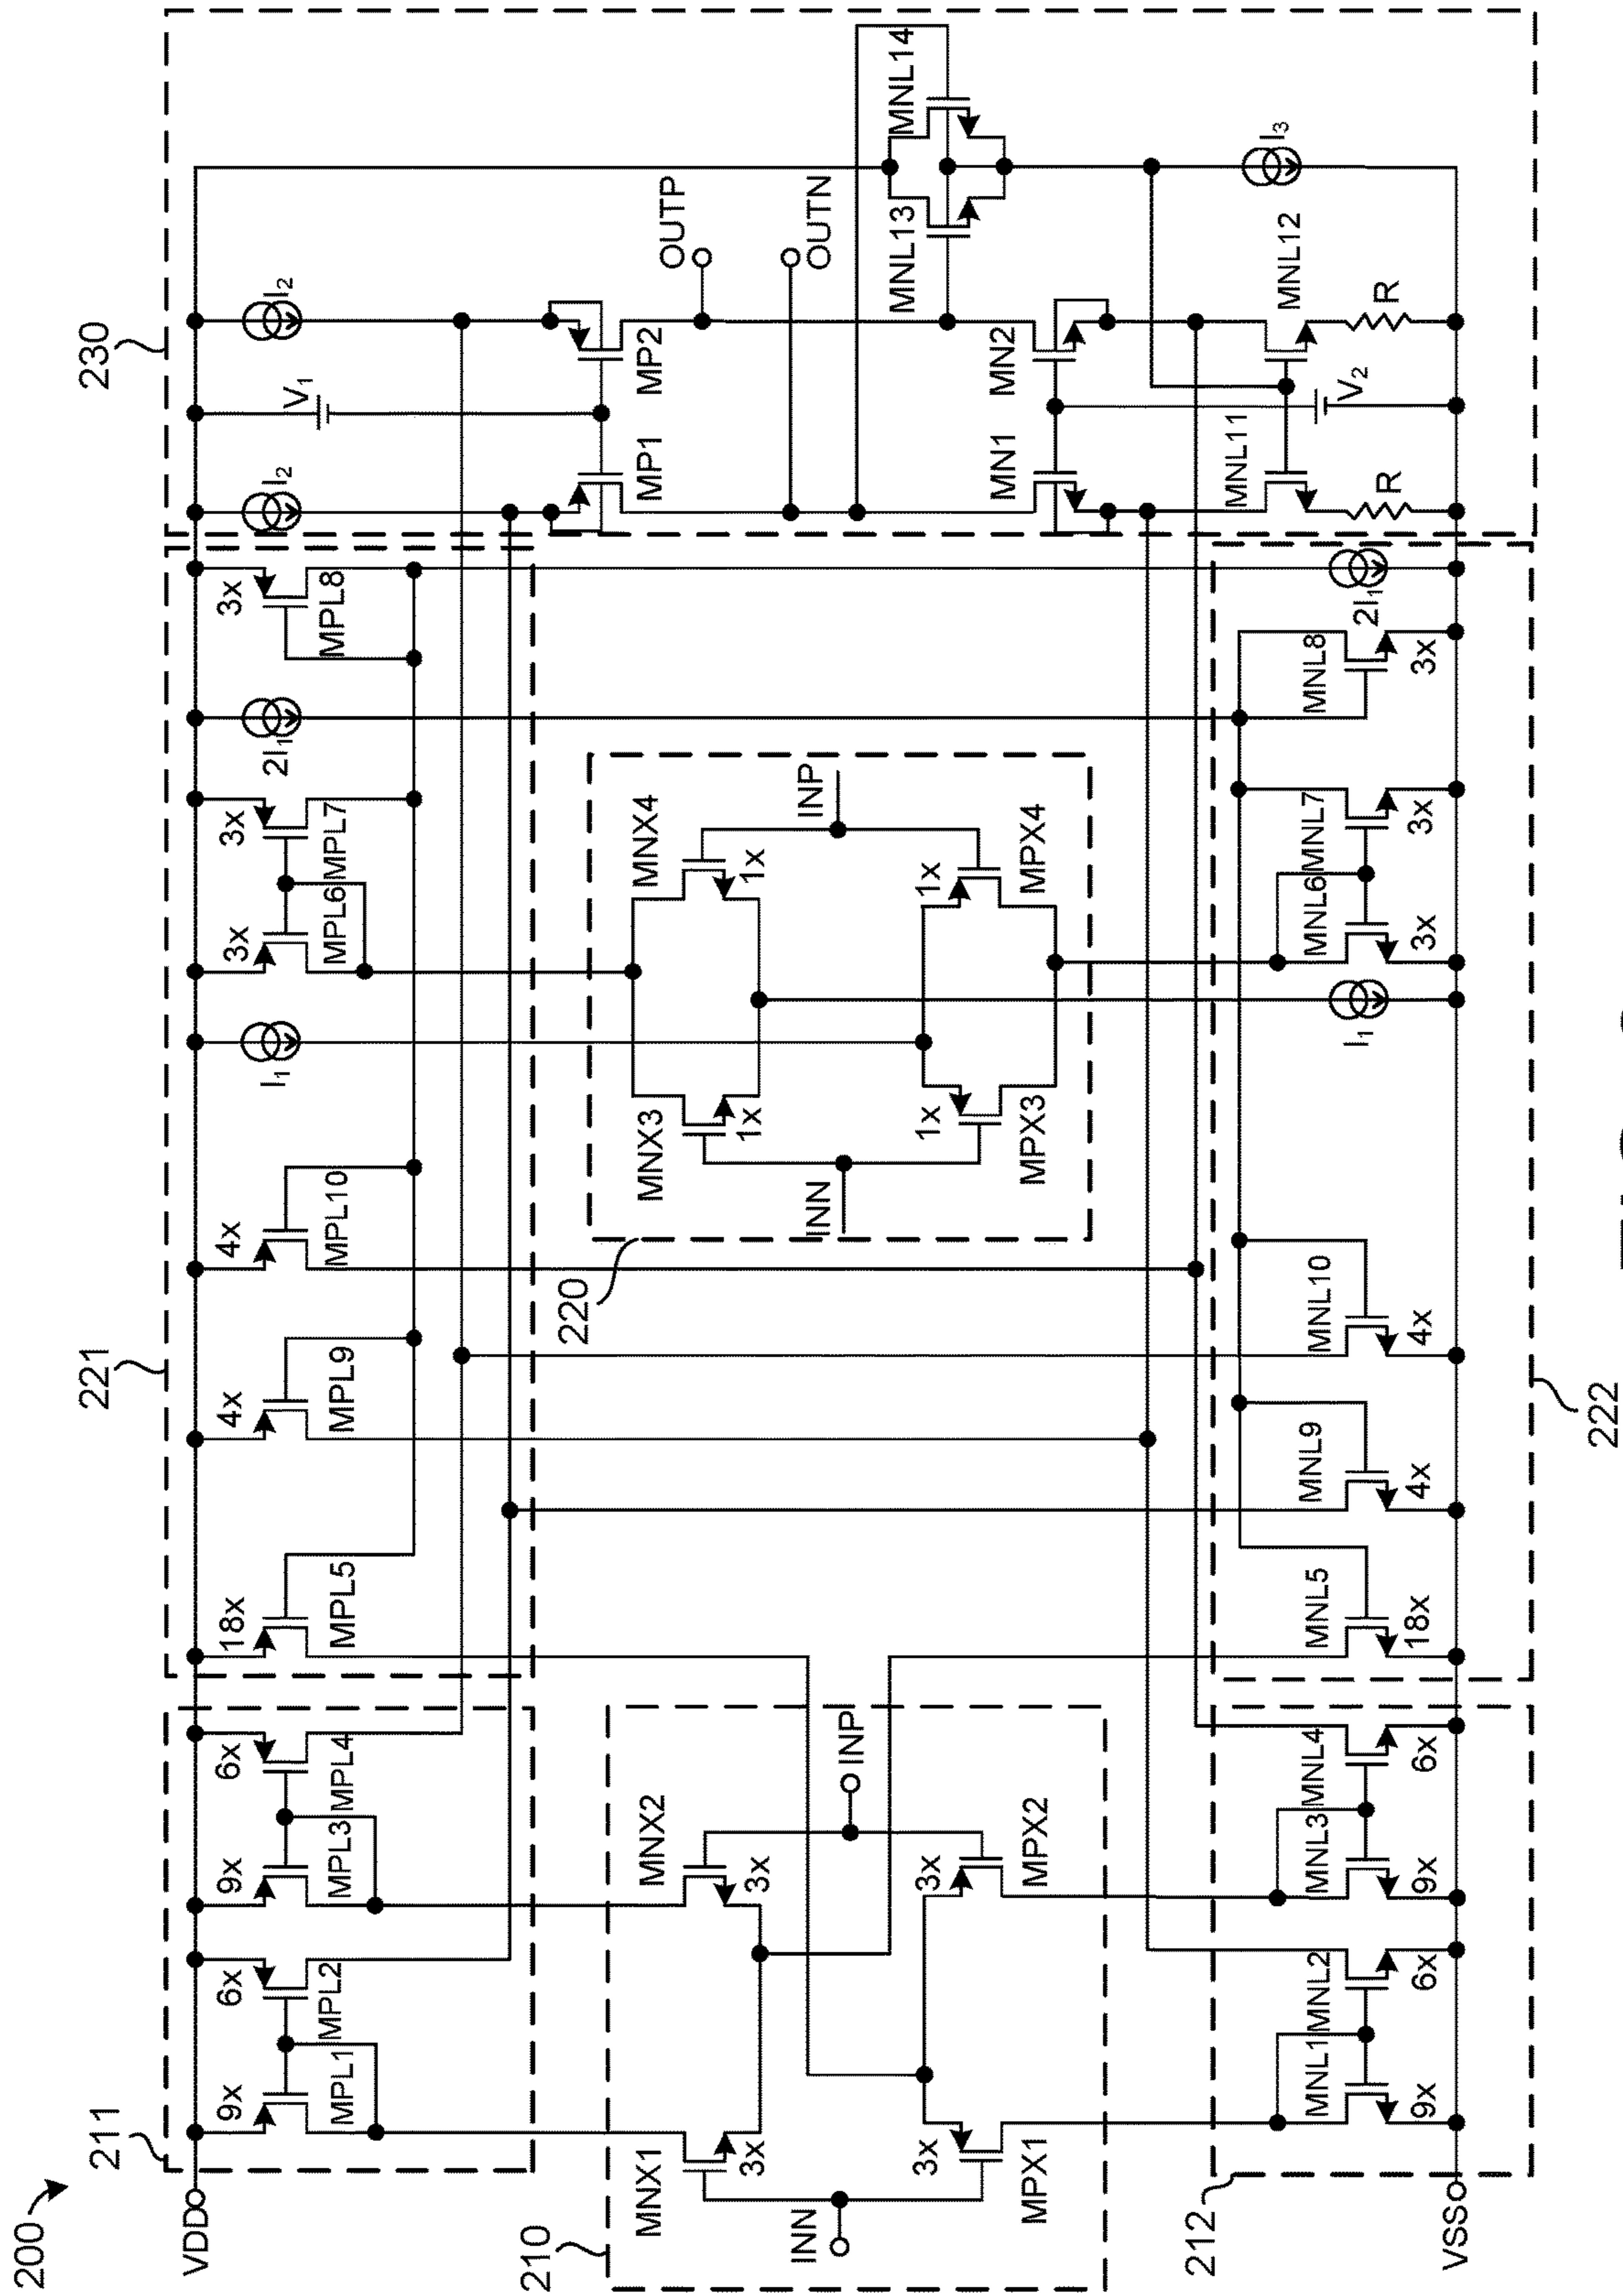 200
VDD
211
9x
MPL1
6x
MPL2
9x
MPL3
6x
MPL4
221
18x
MPL5
4x
MPL9
4x
MPL10
I₁
3x
MPL6
3x
MPL7
2I₁
3x
MPL8
230
I₂
V₁
I₂
MP1
MP2
OUTP
OUTN
MNL13
MNL14
I₃
MN1
MN2
MNL11
MNL12
V₂
R
R
210
INN
MNX1
3x
MNX2
3x
INP
3x
MPX1
3x
MPX2
220
INN
MNX3
1x
MNX4
1x
INP
1x
MPX3
1x
MPX4
212
MNL1
9x
MNL2
6x
MNL3
9x
MNL4
6x
MNL5
18x
MNL9
4x
MNL10
4x
I₁
MNL6
3x
MNL7
3x
MNL8
3x
2I₁
222
VSS